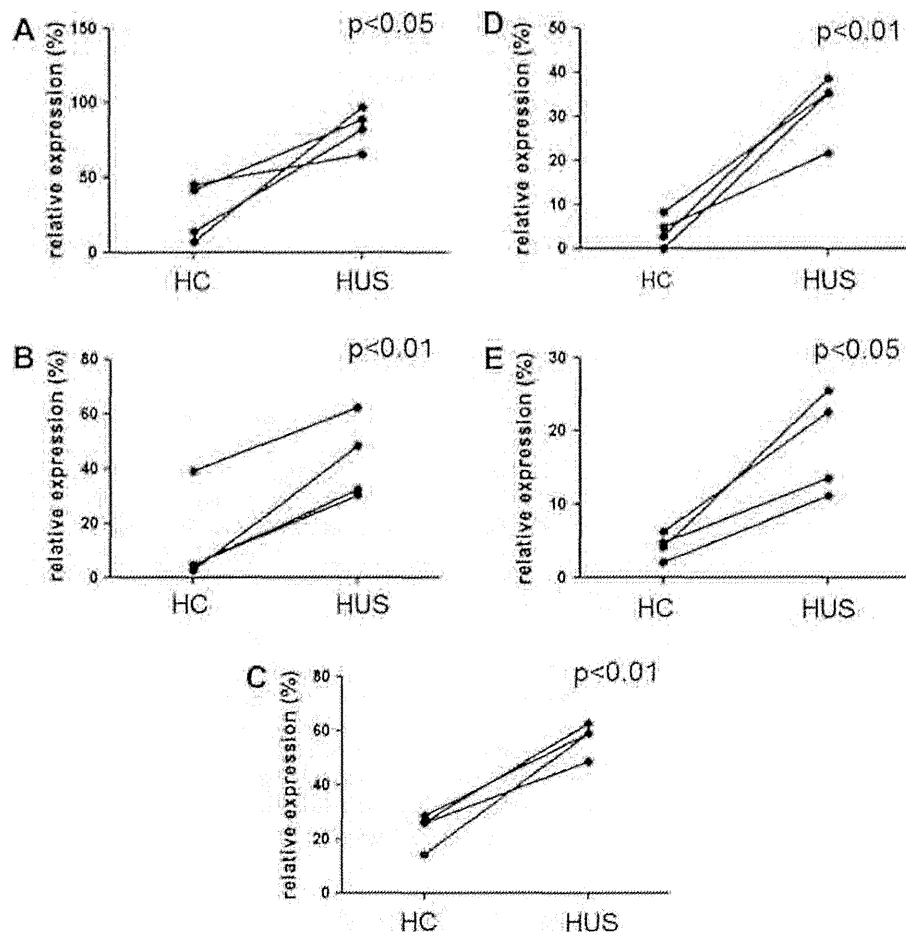 A
p<0.05
relative expression (%)
150
100
50
0
HC
HUS
D
p<0.01
relative expression (%)
50
40
30
20
10
0
HC
HUS
B
p<0.01
relative expression (%)
80
60
40
20
0
HC
HUS
E
p<0.05
relative expression (%)
30
20
10
0
HC
HUS
C
p<0.01
relative expression (%)
80
60
40
20
0
HC
HUS